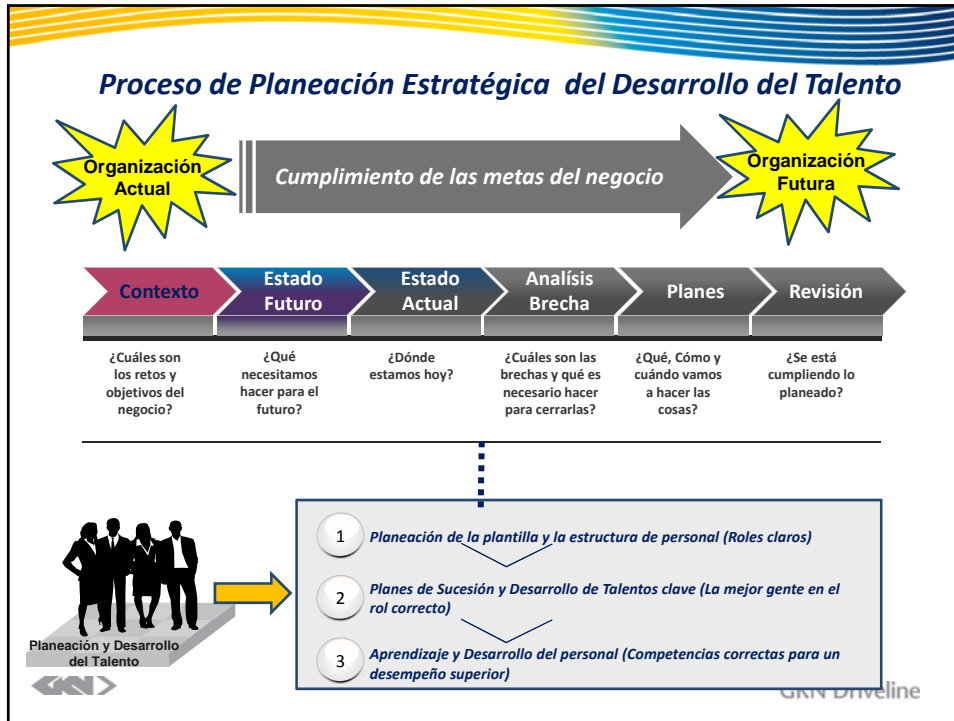 Proceso de Planeación Estratégica del Desarrollo del Talento
Organización
Actual
Cumplimiento de las metas del negocio
Organización
Futura
Contexto
Estado
Futuro
Estado
Actual
Analísis
Brecha
Planes
Revisión
¿Cuáles son
los retos y
objetivos del
negocio?
¿Qué
necesitamos
hacer para el
futuro?
¿Dónde
estamos hoy?
¿Cuáles son las
brechas y qué es
necesario hacer
para cerrarlas?
¿Qué, Cómo y
cuándo vamos
a hacer las
cosas?
¿Se está
cumpliendo lo
planeado?
1 Planeación de la plantilla y la estructura de personal (Roles claros)
2 Planes de Sucesión y Desarrollo de Talentos clave (La mejor gente en el
rol correcto)
3 Aprendizaje y Desarrollo del personal (Competencias correctas para un
desempeño superior)
Planeación y Desarrollo
del Talento
GKN
GKN Driveline